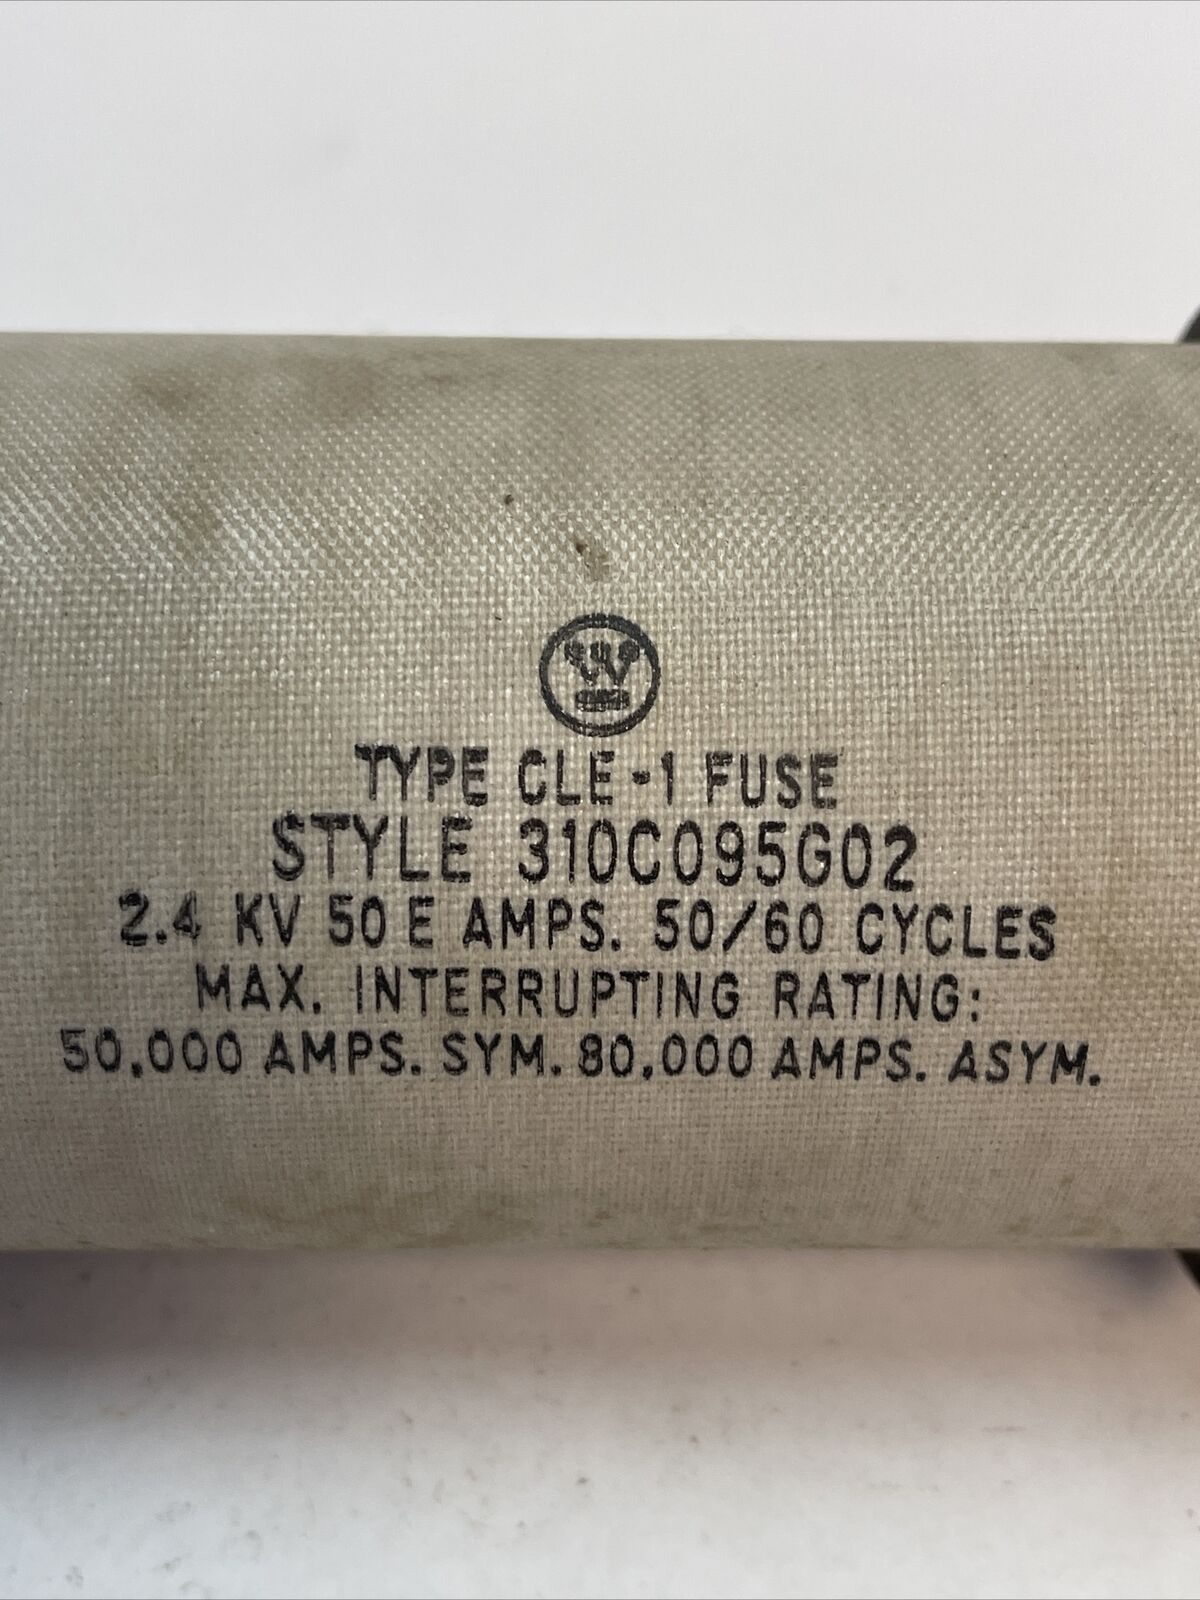 TYPE CLE-1 FUSE
STYLE 310C095G02
2.4 KV 50 E AMPS. 50/60 CYCLES
MAX. INTERRUPTING RATING:
50,000 AMPS. SYM. 80,000 AMPS. ASYM.